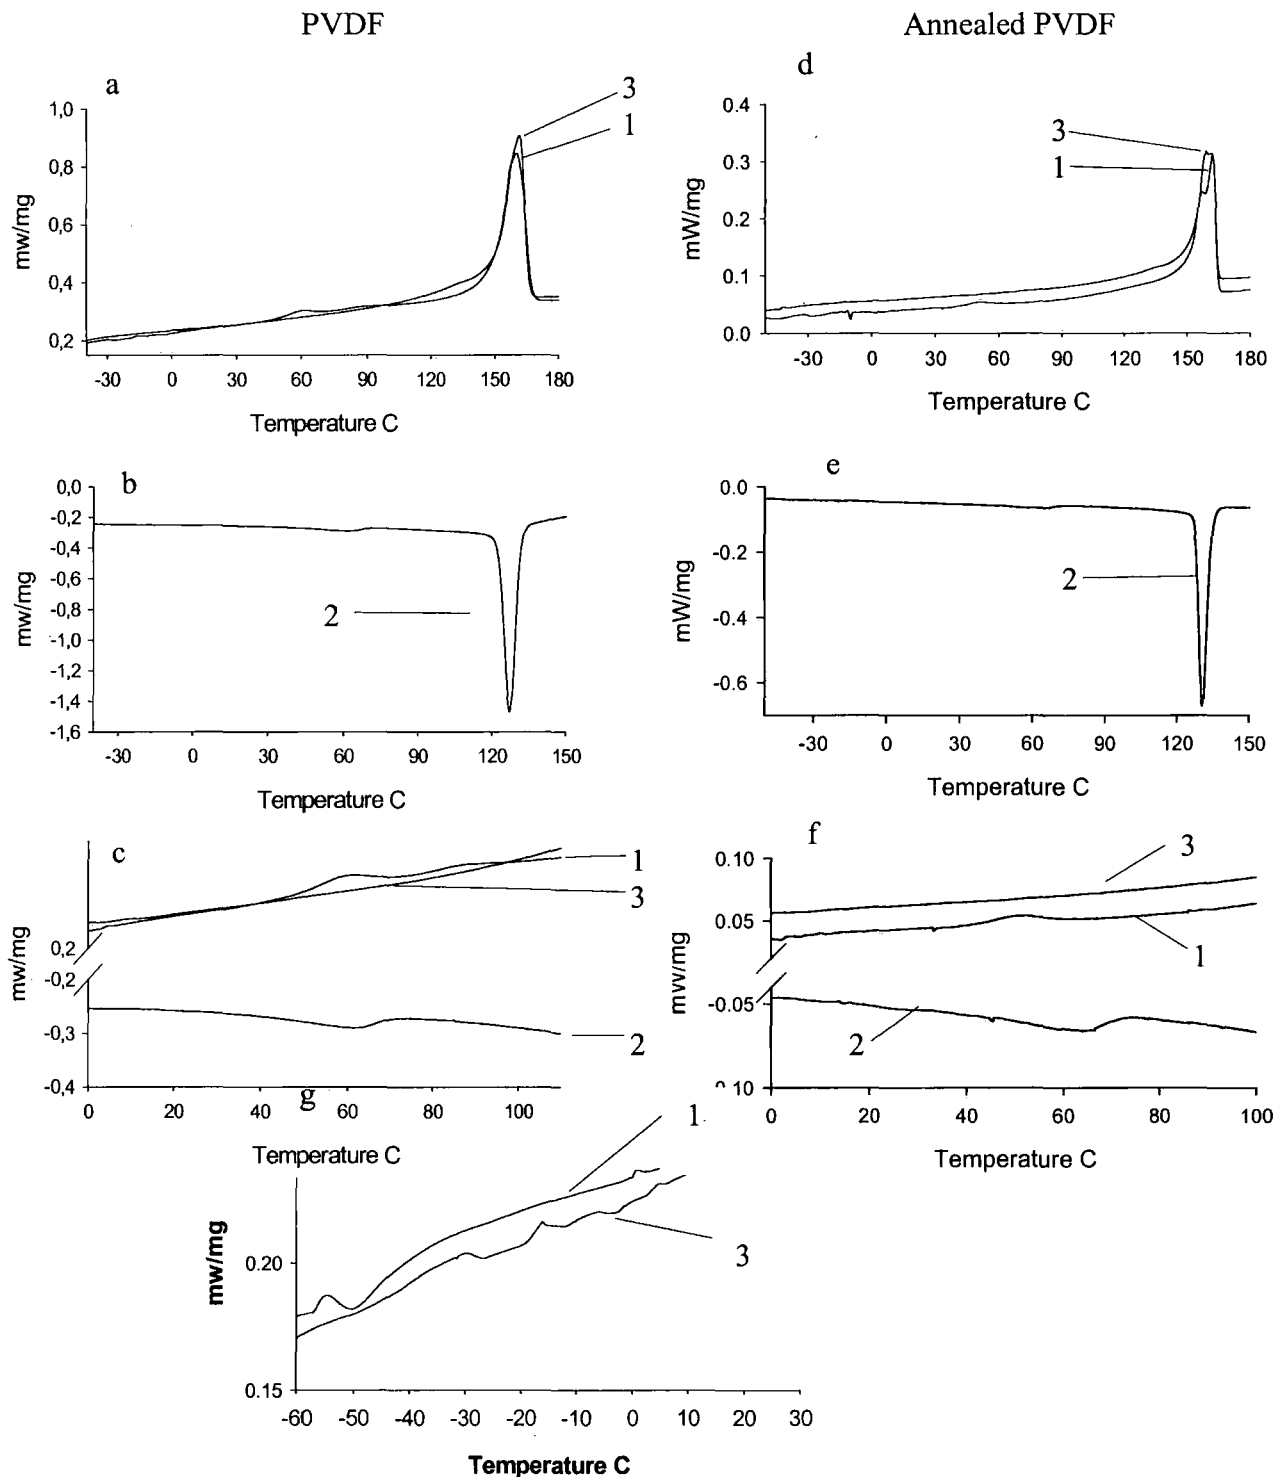 PVDF
Annealed PVDF
a
3
1
1,0
0,8
0,6
0,4
0,2
mw/mg
-30 0 30 60 90 120 150 180
Temperature C
d
3
1
0.4
0.3
0.2
0.1
0.0
mW/mg
-30 0 30 60 90 120 150 180
Temperature C
b
0,0
-0,2
-0,4
-0,6
-0,8
-1,0
-1,2
-1,4
-1,6
mw/mg
2
-30 0 30 60 90 120 150
Temperature C
e
0.0
-0.2
-0.4
-0.6
mW/mg
2
-30 0 30 60 90 120 150
Temperature C
c
1
3
2
0,2
-0,2
-0,3
-0,4
mw/mg
0 20 40 60 80 100
Temperature C
f
3
1
2
0.10
0.05
-0.05
10
0 20 40 60 80 100
Temperature C
g
1
3
0.20
0.15
mw/mg
-60 -50 -40 -30 -20 -10 0 10 20 30
Temperature C